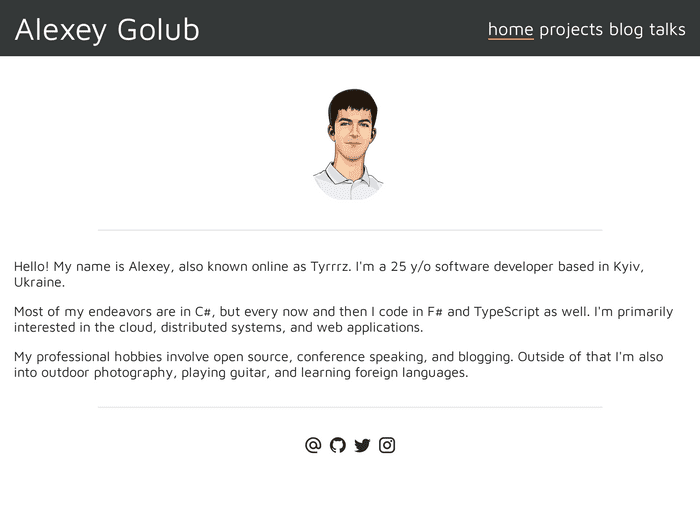 Alexey Golub
home projects blog talks
Hello! My name is Alexey, also known online as Tyrrrz. I'm a 25 y/o software developer based in Kyiv,
Ukraine.
Most of my endeavors are in C#, but every now and then I code in F# and TypeScript as well. I'm primarily
interested in the cloud, distributed systems, and web applications.
My professional hobbies involve open source, conference speaking, and blogging. Outside of that I'm also
into outdoor photography, playing guitar, and learning foreign languages.